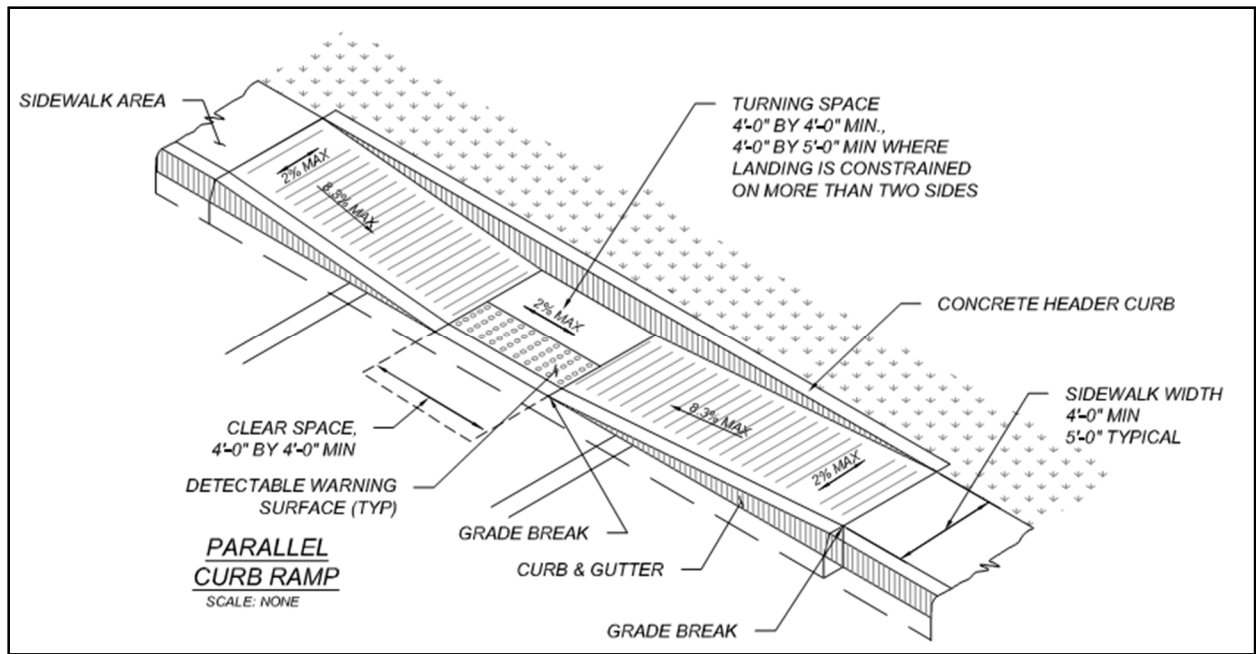 SIDEWALK AREA
TURNING SPACE
4'-0" BY 4'-0" MIN.,
4'-0" BY 5'-0" MIN WHERE
LANDING IS CONSTRAINED
ON MORE THAN TWO SIDES
2% MAX
8.3% MAX
2% MAX
CONCRETE HEADER CURB
SIDEWALK WIDTH
4'-0" MIN
5'-0" TYPICAL
8.3% MAX
2% MAX
CLEAR SPACE,
4'-0" BY 4'-0" MIN
DETECTABLE WARNING
SURFACE (TYP)
GRADE BREAK
PARALLEL
CURB RAMP
SCALE: NONE
CURB & GUTTER
GRADE BREAK